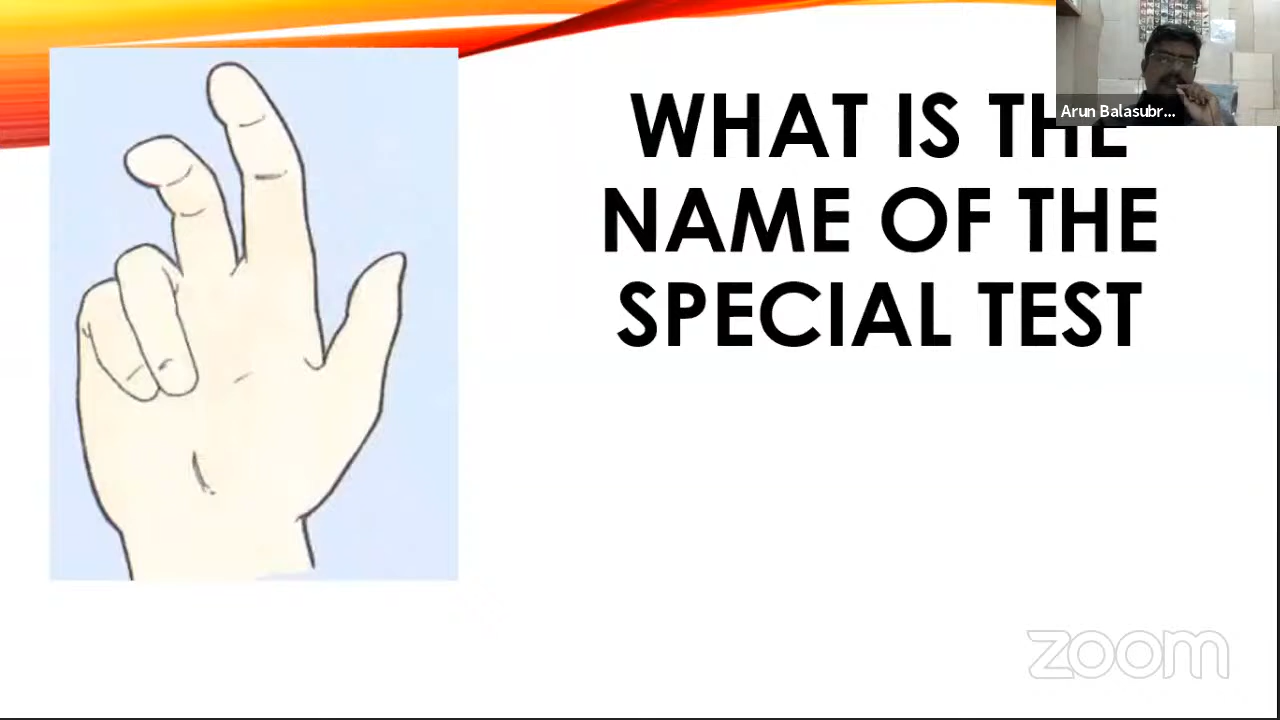 WHAT IS THE
NAME OF THE
SPECIAL TEST
Arun Balasubr...
zoom